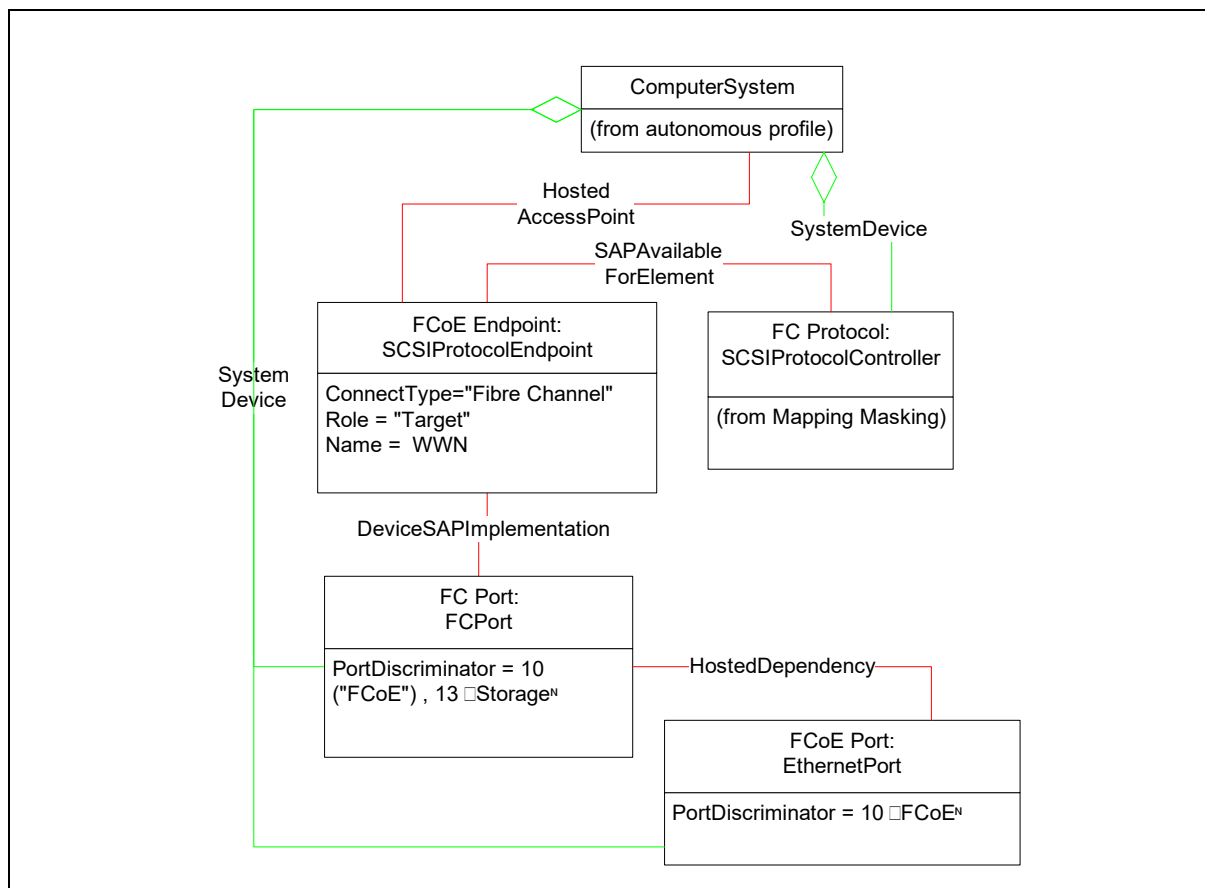 ComputerSystem
(from autonomous profile)
Hosted
AccessPoint
SystemDevice
SAPAvailable
ForElement
FCoE Endpoint:
SCSIProtocolEndpoint
ConnectType="Fibre Channel"
Role = "Target"
Name =  WWN
FC Protocol:
SCSIProtocolController
(from Mapping Masking)
System
Device
DeviceSAPImplementation
FC Port:
FCPort
PortDiscriminator = 10
("FCoE") , 13 □Storageᴺ
HostedDependency
FCoE Port:
EthernetPort
PortDiscriminator = 10 □FCoEᴺ